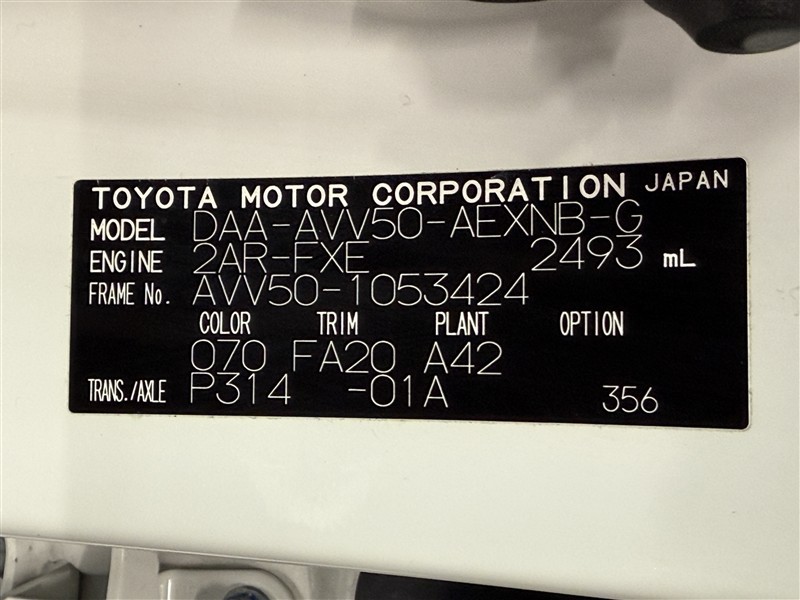 TOYOTA MOTOR CORPORATION JAPAN
MODEL DAA-AVV50-AEXNB-G
ENGINE 2AR-FXE 2493 mL
FRAME No. AVV50-1053424
COLOR TRIM PLANT OPTION
070 FA20 A42
TRANS./AXLE P314 -01A 356